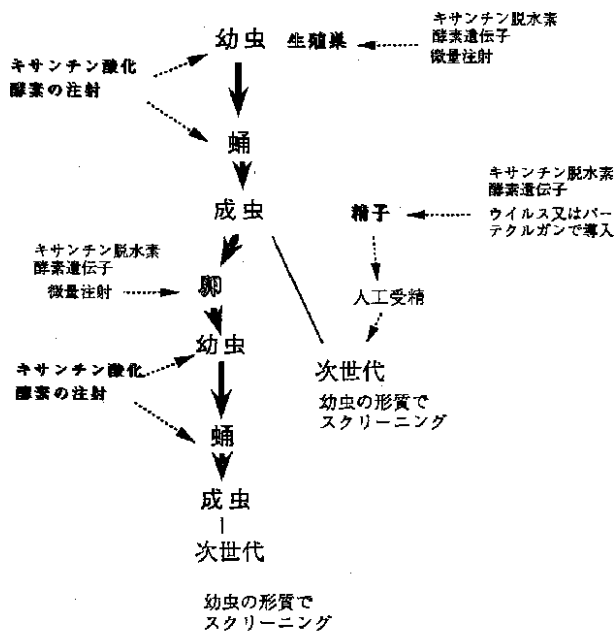 幼虫 生殖巣
キサンチン脱水素
酵素遺伝子
微量注射
キサンチン酸化
酵素の注射
蛹
成虫
精子
キサンチン脱水素
酵素遺伝子
ウイルス又はパー
テクルガンで導入
キサンチン脱水素
酵素遺伝子
微量注射
卵
人工受精
幼虫
キサンチン酸化
酵素の注射
次世代
幼虫の形質で
スクリーニング
蛹
成虫
次世代
幼虫の形質で
スクリーニング